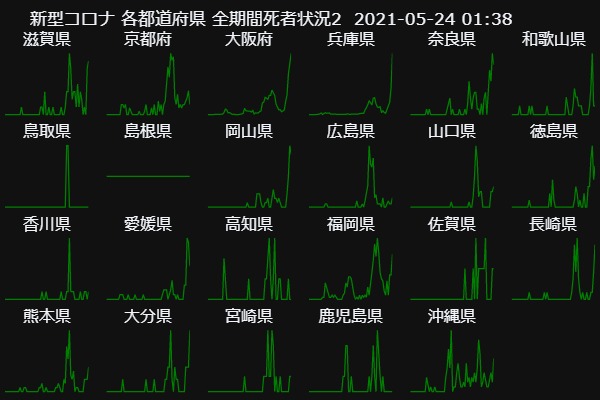 新型コロナ 各都道府県 全期間死者状況2 2021-05-24 01:38
滋賀県 京都府 大阪府 兵庫県 奈良県 和歌山県
鳥取県 島根県 岡山県 広島県 山口県 徳島県
香川県 愛媛県 高知県 福岡県 佐賀県 長崎県
熊本県 大分県 宮崎県 鹿児島県 沖縄県